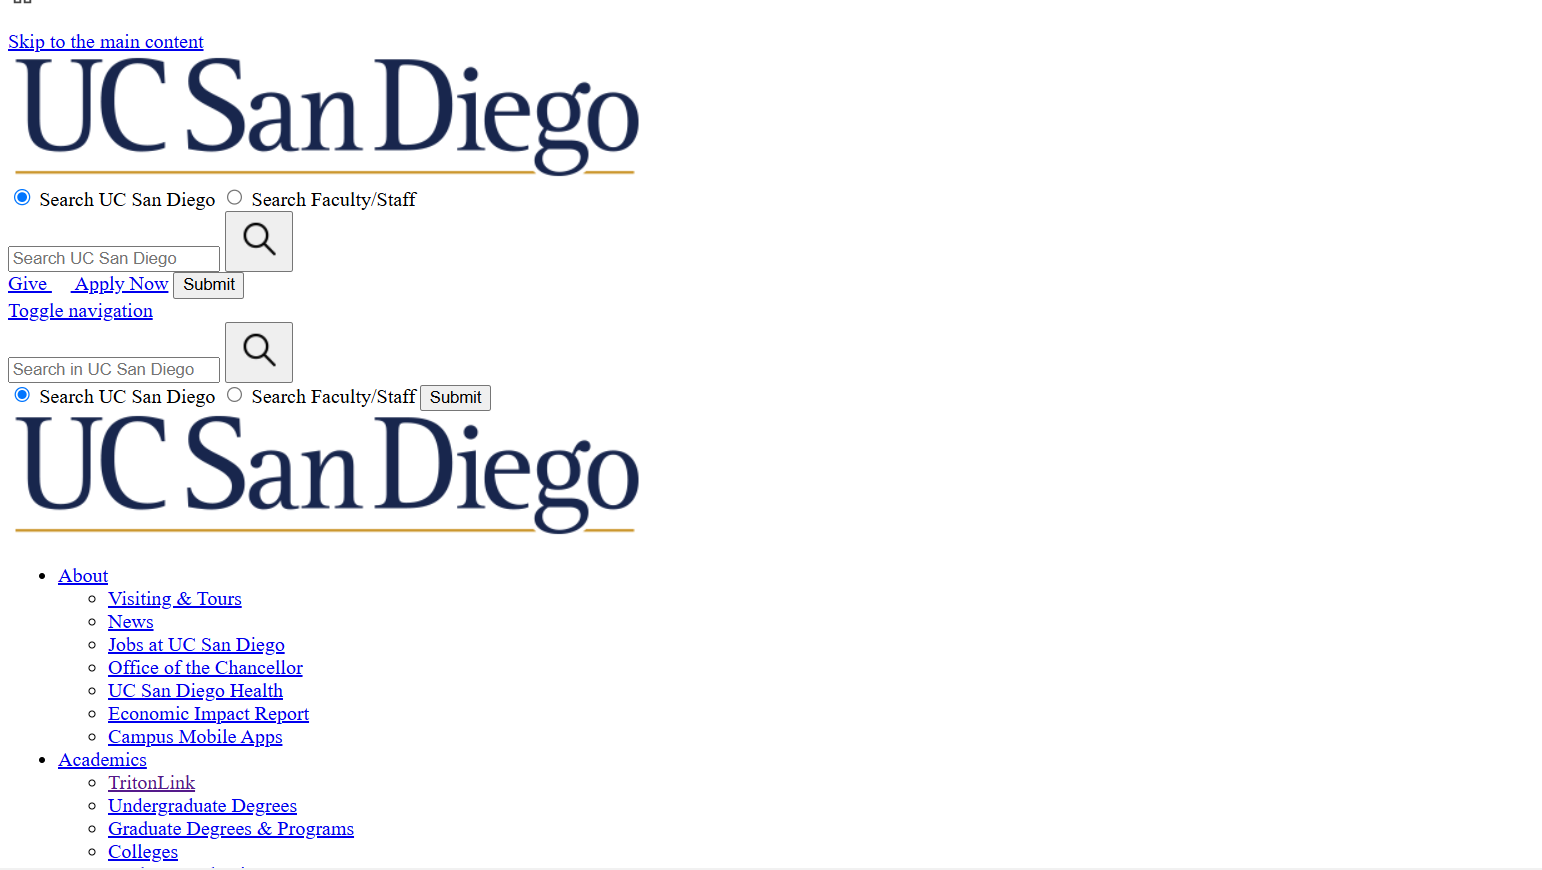 Skip to the main content
UC San Diego
Search UC San Diego Search Faculty/Staff
Search UC San Diego
Give Apply Now Submit
Toggle navigation
Search in UC San Diego
Search UC San Diego Search Faculty/Staff Submit
UC San Diego
About
Visiting & Tours
News
Jobs at UC San Diego
Office of the Chancellor
UC San Diego Health
Economic Impact Report
Campus Mobile Apps
Academics
TritonLink
Undergraduate Degrees
Graduate Degrees & Programs
Colleges